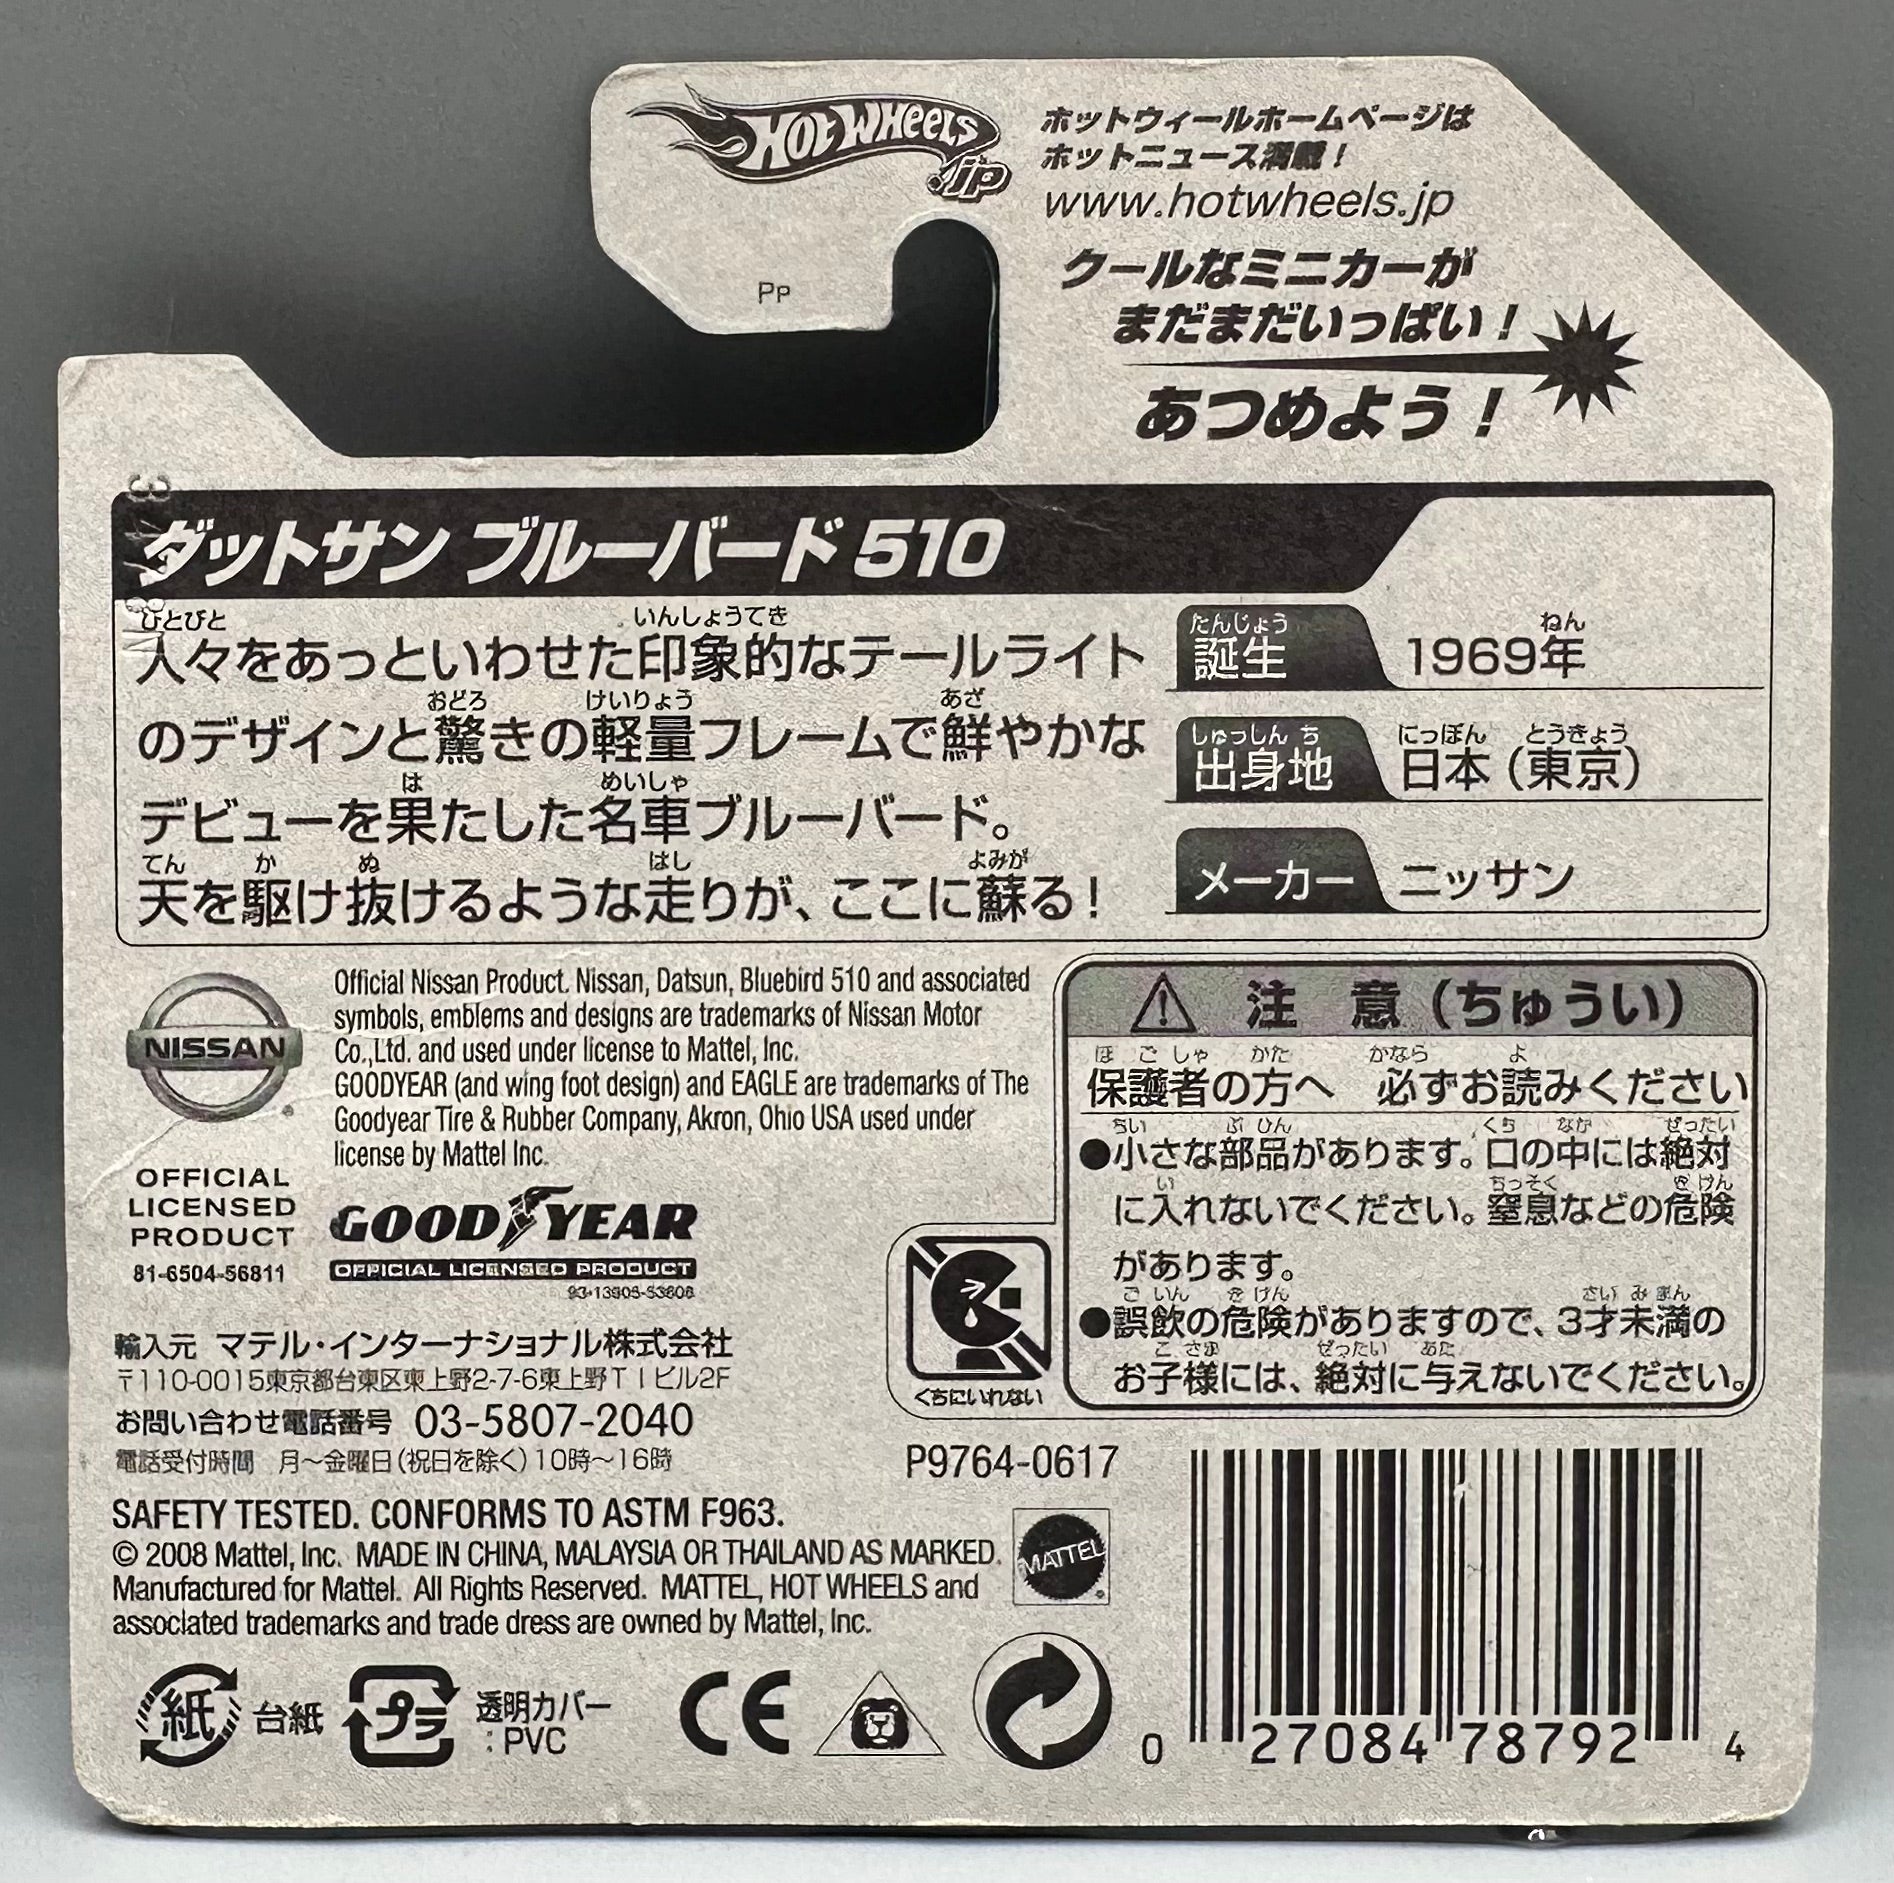 HOT WHEELS .jp
ホットウィールホームページは
ホットニュース満載！
www.hotwheels.jp
Pp
クールなミニカーが
まだまだいっぱい！
あつめよう！
ダットサン ブルーバード510
ひとびと いんしょうてき
人々をあっといわせた印象的なテールライト
おどろ けいりょう あざ
のデザインと驚きの軽量フレームで鮮やかな
は めいしゃ
デビューを果たした名車ブルーバード。
てん か ぬ はし よみが
天を駆け抜けるような走りが、ここに蘇る！
たんじょう ねん
誕生 1969年
しゅっしん ち にっぽん とうきょう
出身地 日本（東京）
メーカー ニッサン
NISSAN
OFFICIAL
LICENSED
PRODUCT
81-6504-56811
Official Nissan Product. Nissan, Datsun, Bluebird 510 and associated
symbols, emblems and designs are trademarks of Nissan Motor
Co.,Ltd. and used under license to Mattel, Inc.
GOODYEAR (and wing foot design) and EAGLE are trademarks of The
Goodyear Tire & Rubber Company, Akron, Ohio USA used under
license by Mattel Inc.
GOODYEAR
OFFICIAL LICENSED PRODUCT
⚠ 注 意（ちゅうい）
ほ ご しゃ かた かなら よ
保護者の方へ 必ずお読みください
ちい ぶ ひん くち なか ぜったい
●小さな部品があります。口の中には絶対
い ちっそく き けん
に入れないでください。窒息などの危険
があります。
ご いん き けん さい み まん
●誤飲の危険がありますので、3才未満の
こ さま ぜったい あた
お子様には、絶対に与えないでください。
くちにいれない
輸入元 マテル・インターナショナル株式会社
〒110-0015東京都台東区東上野2-7-6東上野TIビル2F
お問い合わせ電話番号 03-5807-2040
電話受付時間 月〜金曜日（祝日を除く）10時〜16時
P9764-0617
SAFETY TESTED. CONFORMS TO ASTM F963.
© 2008 Mattel, Inc. MADE IN CHINA, MALAYSIA OR THAILAND AS MARKED.
Manufactured for Mattel. All Rights Reserved. MATTEL, HOT WHEELS and
associated trademarks and trade dress are owned by Mattel, Inc.
MATTEL
紙 台紙
プラ 透明カバー
：PVC
CE
0 27084 78792 4